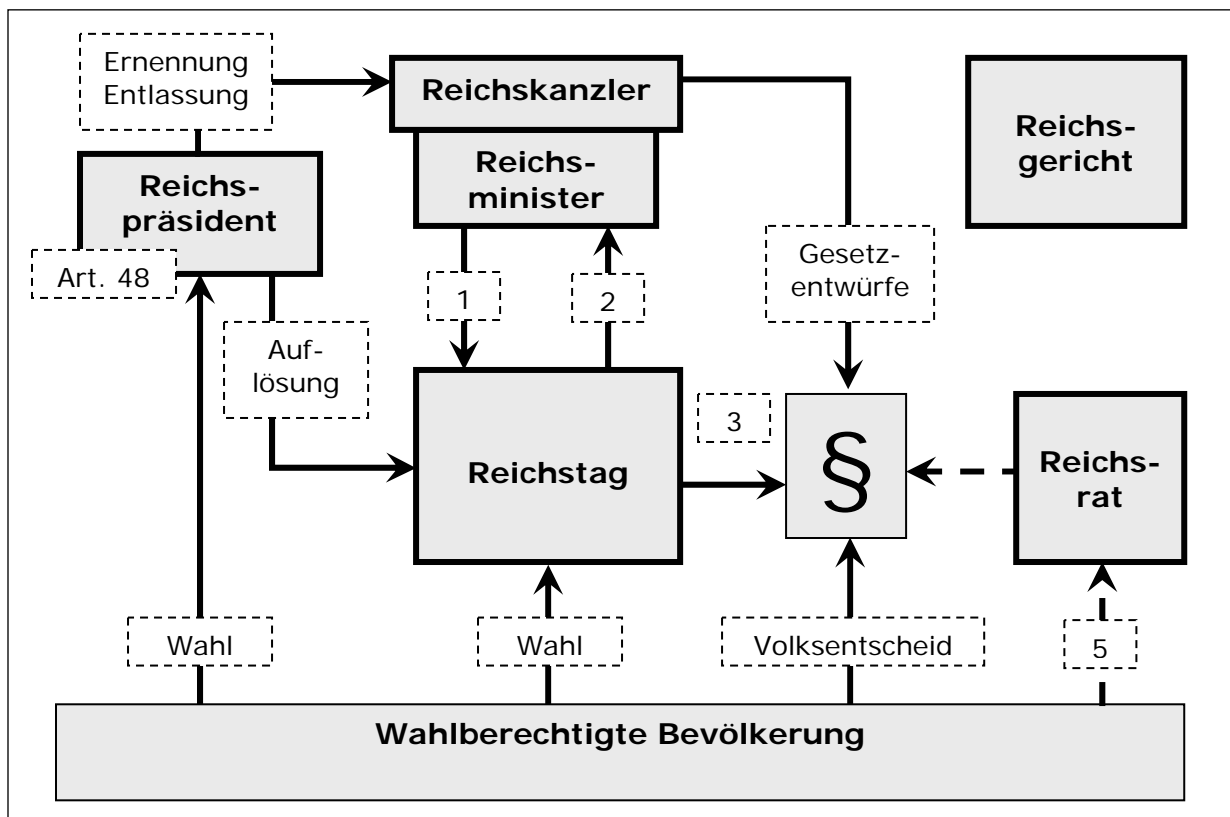 Ernennung
Entlassung
Reichskanzler
Reichs-
gericht
Reichs-
minister
Reichs-
präsident
Art. 48
1
2
Gesetz-
entwürfe
Auf-
lösung
3
§
Reichstag
Reichs-
rat
Wahl
Wahl
Volksentscheid
5
Wahlberechtigte Bevölkerung